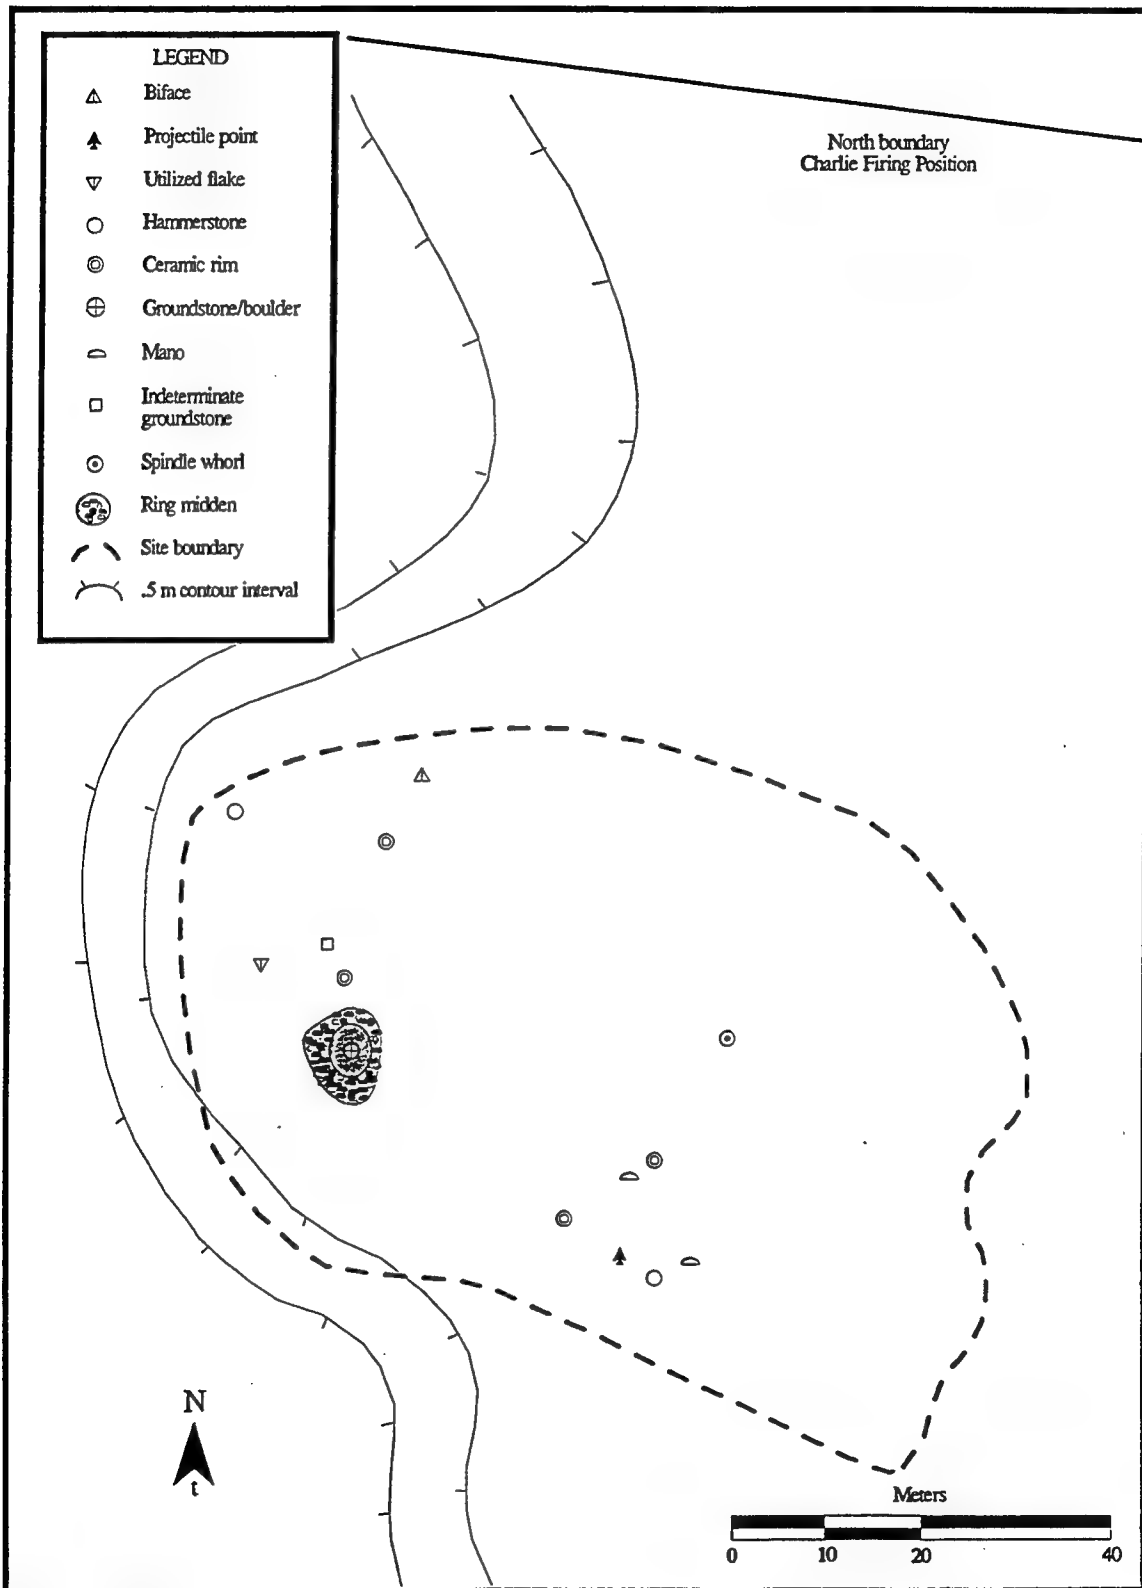 LEGEND
Biface
Projectile point
Utilized flake
Hammerstone
Ceramic rim
Groundstone/boulder
Mano
Indeterminate
groundstone
Spindle whorl
Ring midden
Site boundary
.5 m contour interval
North boundary
Charlie Firing Position
N
t
Meters
0 10 20 40